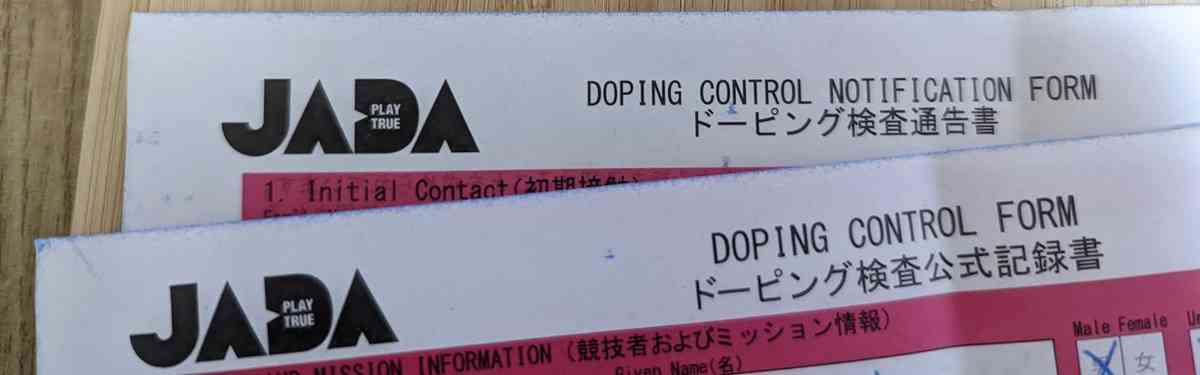 JADA
PLAY
TRUE
DOPING CONTROL NOTIFICATION FORM
ドーピング検査通告書
1. Initial Contact(初期接触)
JADA
PLAY
TRUE
DOPING CONTROL FORM
ドーピング検査公式記録書
AND MISSION INFORMATION (競技者およびミッション情報)
Given Name(名)
Male Female
女